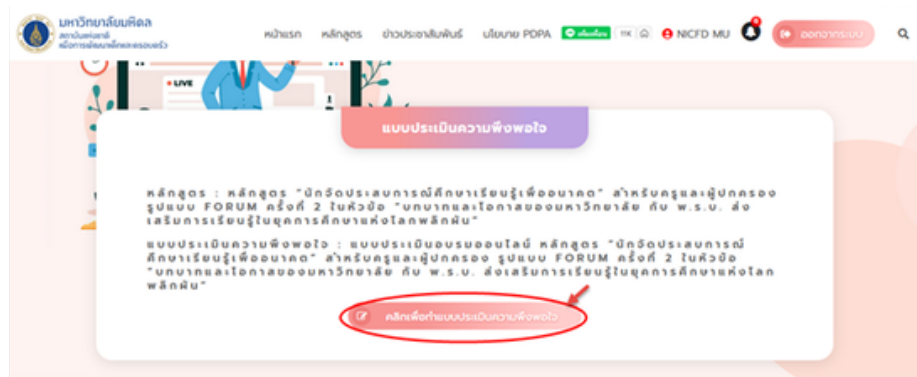 มหาวิทยาลัยมหิดล
สถาบันแห่งชาติ
เพื่อการพัฒนาเด็กและครอบครัว
หน้าแรก หลักสูตร ข่าวประชาสัมพันธ์ นโยบาย PDPA เพิ่มเพื่อน 11K NICFD MU ออกจากระบบ
LIVE
แบบประเมินความพึงพอใจ
หลักสูตร : หลักสูตร "นักจัดประสบการณ์ศึกษาเรียนรู้เพื่ออนาคต" สำหรับครูและผู้ปกครอง
รูปแบบ FORUM ครั้งที่ 2 ในหัวข้อ "บทบาทและโอกาสของมหาวิทยาลัย กับ พ.ร.บ. ส่ง
เสริมการเรียนรู้ในยุคการศึกษาแห่งโลกพลิกผัน"
แบบประเมินความพึงพอใจ : แบบประเมินอบรมออนไลน์ หลักสูตร "นักจัดประสบการณ์
ศึกษาเรียนรู้เพื่ออนาคต" สำหรับครูและผู้ปกครอง รูปแบบ FORUM ครั้งที่ 2 ในหัวข้อ
"บทบาทและโอกาสของมหาวิทยาลัย กับ พ.ร.บ. ส่งเสริมการเรียนรู้ในยุคการศึกษาแห่งโลก
พลิกผัน"
คลิกเพื่อทำแบบประเมินความพึงพอใจ